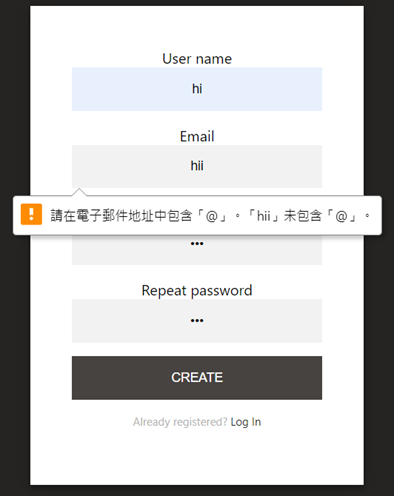 User name
hi
Email
hii
請在電子郵件地址中包含「@」。「hii」未包含「@」。
•••
Repeat password
•••
CREATE
Already registered? Log In